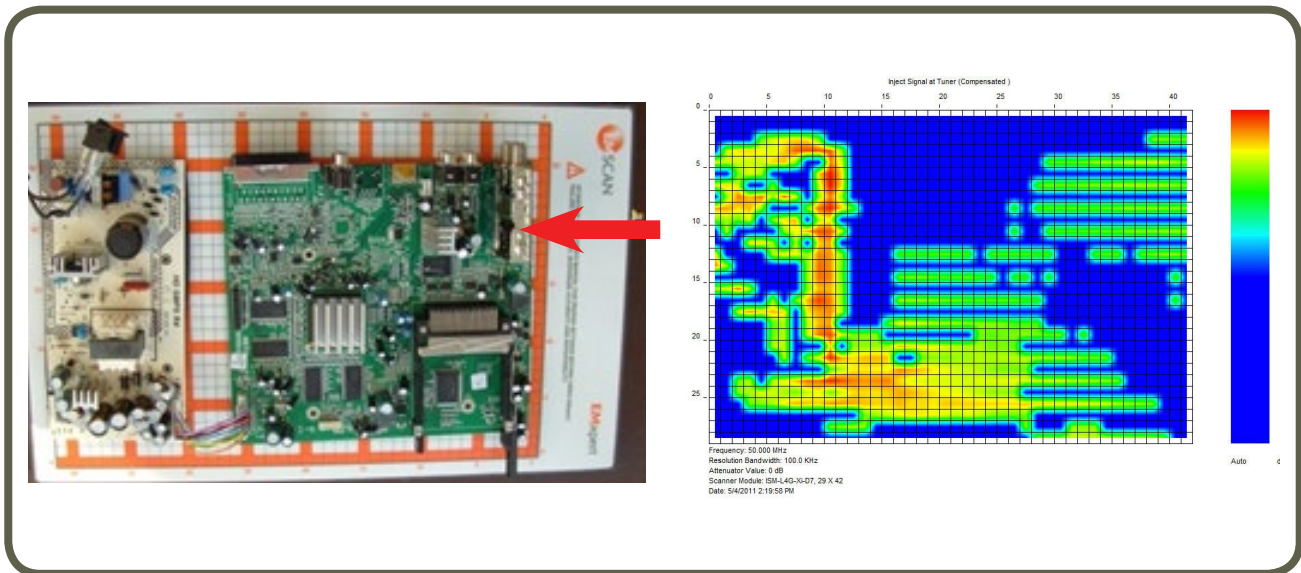 SCAN
EMxpert
Inject Signal at Tuner (Compensated )
0 5 10 15 20 25 30 35 40
0
5
10
15
20
25
Frequency: 50.000 MHz
Resolution Bandwidth: 100.0 KHz
Attenuator Value: 0 dB
Scanner Module: ISM-L4G-Xi-D7, 29 X 42
Date: 5/4/2011 2:19:58 PM
Auto